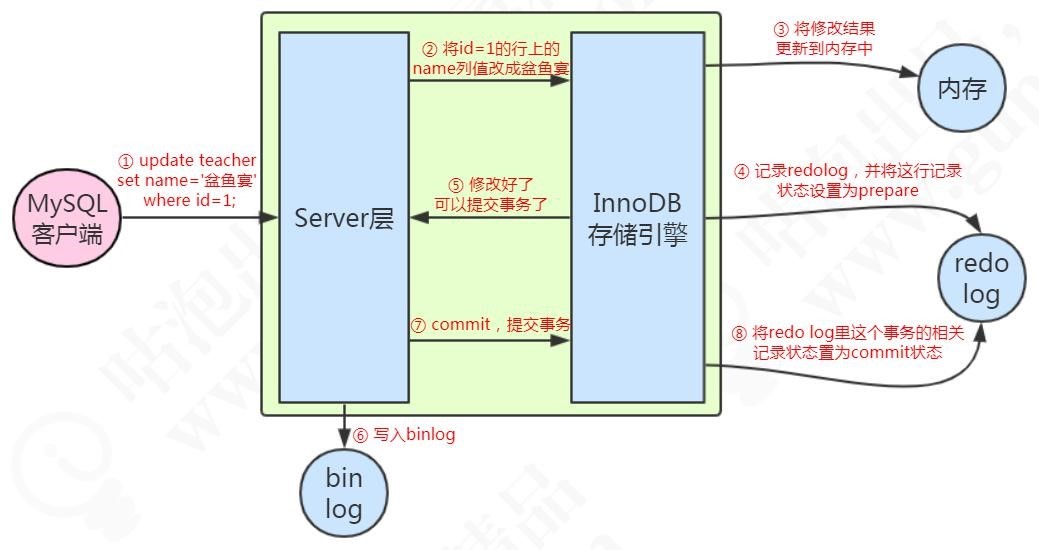 MySQL
客户端
① update teacher
set name='盆鱼宴'
where id=1;
Server层
② 将id=1的行上的
name列值改成盆鱼宴
InnoDB
存储引擎
③ 将修改结果
更新到内存中
内存
④ 记录redolog，并将这行记录
状态设置为prepare
redo
log
⑤ 修改好了
可以提交事务了
⑥ 写入binlog
bin
log
⑦ commit，提交事务
⑧ 将redo log里这个事务的相关
记录状态置为commit状态